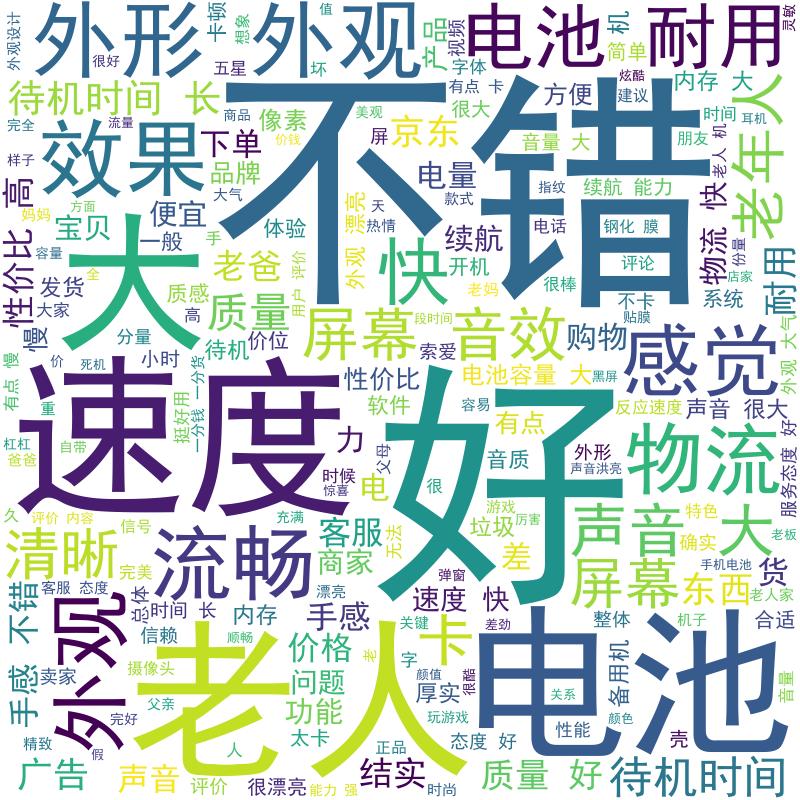 外观设计
很好
外形
外观
卡顿
想象
五星
值
坏
电池
耐用
产品
视频
机
灵敏
字体
简单
有点 卡
炫酷
内存 大
待机时间 长
很大
方便
建议
时间
耳机
完全
流量
商品
美观
像素
价钱
屏
京东
音量 大
朋友
老人 机
老年人
样子
效果
下单
品牌
大气
电量
指纹
续航 能力
快
高
不错
妈妈
方面
宝贝
便宜
一般
体验
手
外观 漂亮
天
热情
款式
续航
电话
钢化 膜
物流 快
份量
店家
性价比
容量
全
大
老爸
用户 评价
快
开机
老妈
很棒
评论
不卡
贴膜
系统
耐用
发货
大家
质感
高
质量
屏幕
段时间
音效
购物
慢
分量
待机
价位
索爱
感觉
外观 大气
有点 慢
价
死机
小时
一分钱 一分货
性价比
电池容量 大
黑屏
重
挺好用
软件
容易
反应速度
声音 很大
速度
好
有点
杠杠
自带
爸爸
力
时候
惊喜
父母
很
音质
外形
声音洪亮
物流
服务态度 好
久
评价 内容
信号
充满
电
客服
无法
游戏
厉害
垃圾
声音
特色
大
老板
清晰
流畅
商家
差
确实
手机电池
客服 态度
完美
漂亮
弹窗
屏幕
东西
货
老人家
手感 不错
外观
总体
时间 长
内存
手感
速度 快
关键
差劲
整体
机子
合适
信赖
顺畅
价格
卡
卖家
老人
摄像头
问题
老
字
颜值
厚实
很酷
电池
关系
备用机
音量
父亲
功能
玩游戏
性能
颜色
精致
完好
假
人
太卡
正品
态度 好
壳
广告
声音
评价
很漂亮
能力 强
结实
时尚
质量 好
待机时间